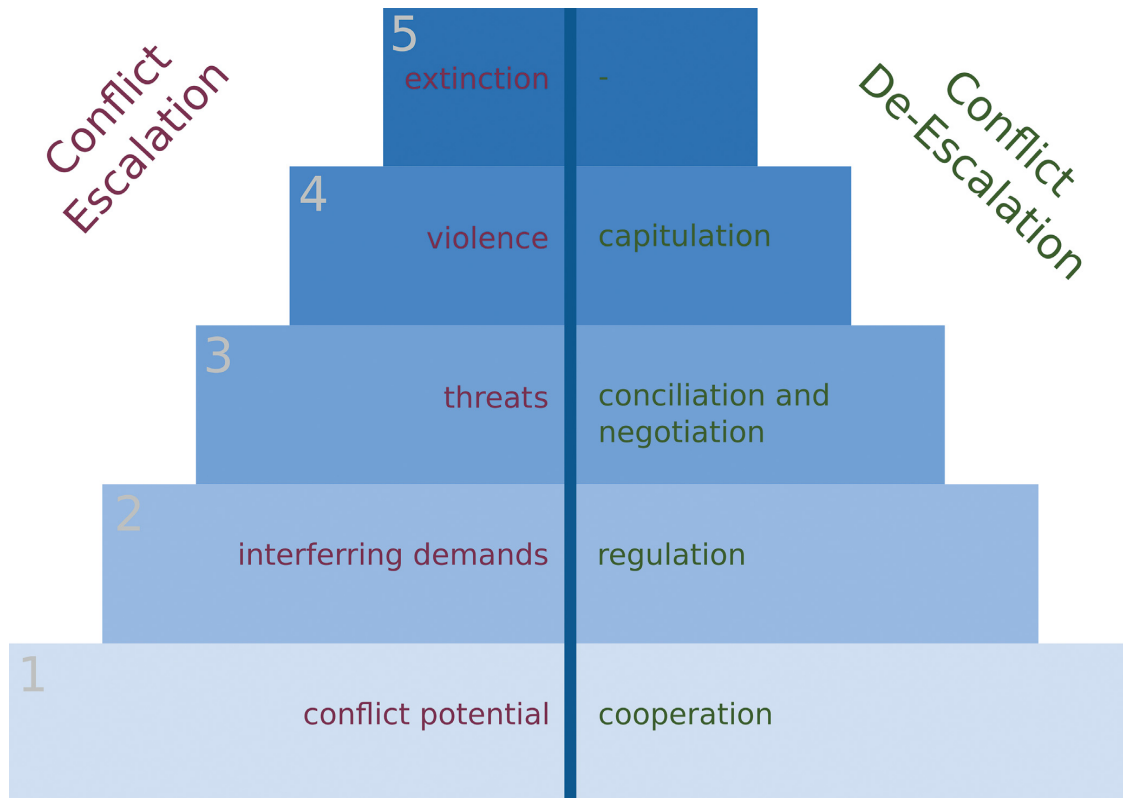 Conflict
Escalation
Conflict
De-Escalation
5
extinction
-
4
violence
capitulation
3
threats
conciliation and
negotiation
2
interferring demands
regulation
1
conflict potential
cooperation